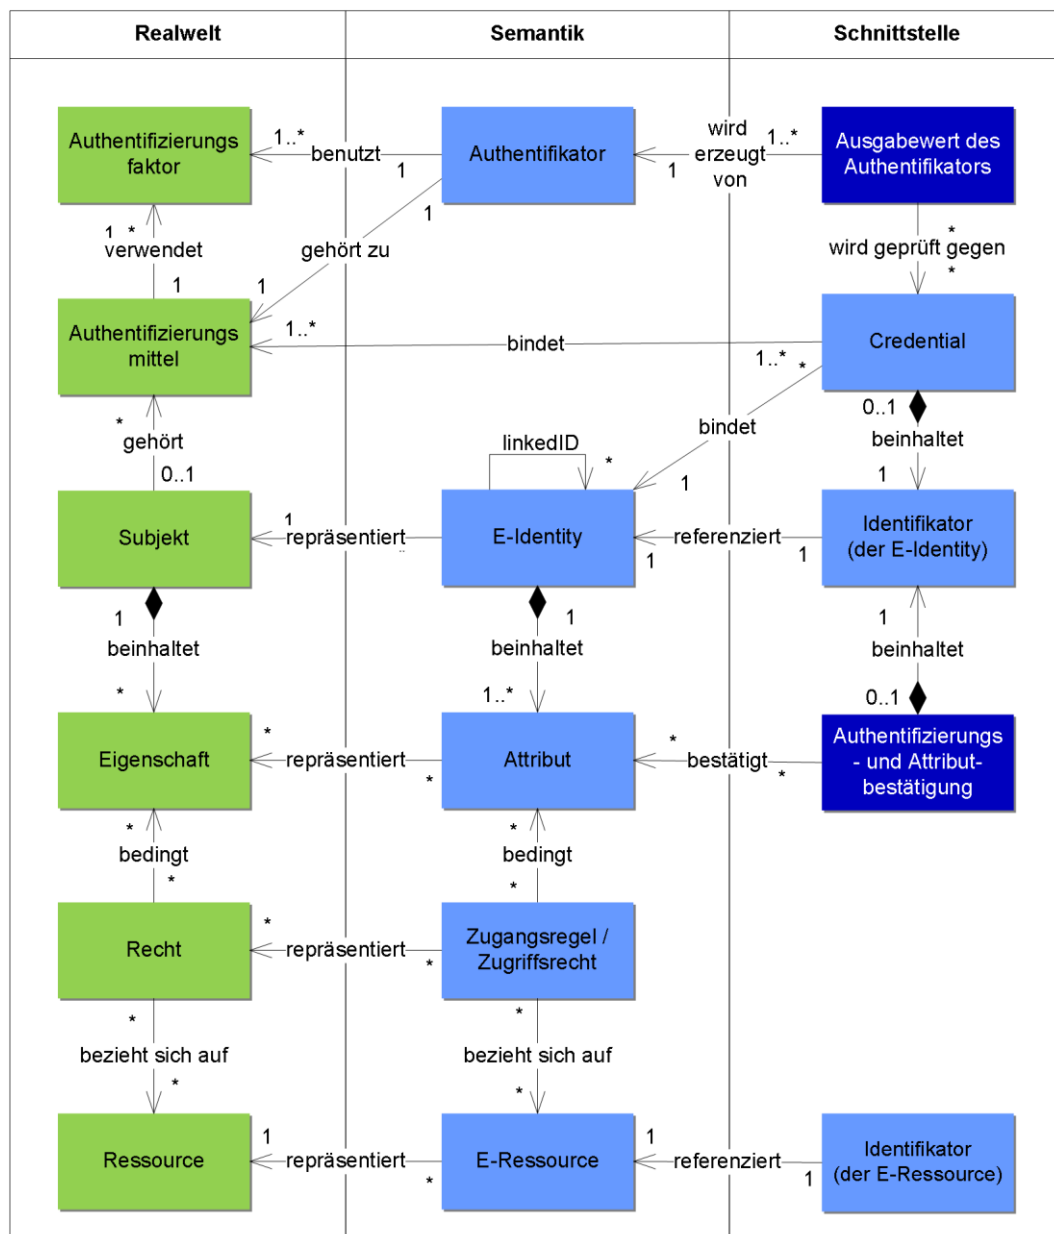 Realwelt
Semantik
Schnittstelle
Authentifizierungs
faktor
1..*
benutzt
1
Authentifikator
wird
erzeugt
von
1
1..*
Ausgabewert des
Authentifikators
1 *
verwendet
1
gehört zu
1
1
*
wird geprüft gegen
*
Authentifizierungs
mittel
1..*
bindet
1..*
Credential
*
bindet
1
*
gehört
0..1
linkedID
*
0..1
beinhaltet
1
Subjekt
1
repräsentiert
E-Identity
referenziert
1
1
Identifikator
(der E-Identity)
1
beinhaltet
*
1
beinhaltet
1..*
1
beinhaltet
0..1
Eigenschaft
*
repräsentiert
*
Attribut
*
bestätigt
*
Authentifizierungs
- und Attribut-
bestätigung
*
bedingt
*
*
bedingt
*
Recht
*
repräsentiert
*
Zugangsregel /
Zugriffsrecht
*
bezieht sich auf
*
*
bezieht sich auf
*
Ressource
1
repräsentiert
*
E-Ressource
1
referenziert
1
Identifikator
(der E-Ressource)